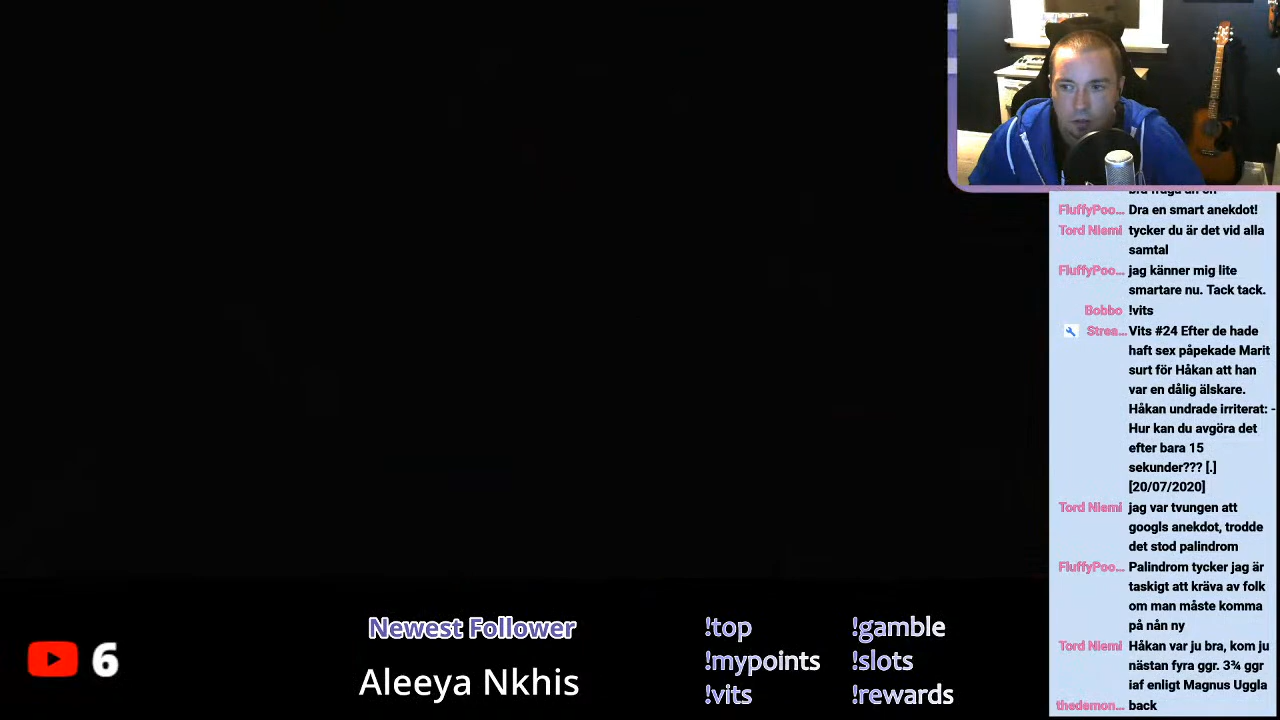 FluffyPoo... Dra en smart anekdot!
Tord Niemi tycker du är det vid alla
samtal
FluffyPoo... jag känner mig lite
smartare nu. Tack tack.
Bobbo !vits
Strea... Vits #24 Efter de hade
haft sex påpekade Marit
surt för Håkan att han
var en dålig älskare.
Håkan undrade irriterat: -
Hur kan du avgöra det
efter bara 15
sekunder??? [.]
[20/07/2020]
Tord Niemi jag var tvungen att
googls anekdot, trodde
det stod palindrom
FluffyPoo... Palindrom tycker jag är
taskigt att kräva av folk
om man måste komma
på nån ny
Tord Niemi Håkan var ju bra, kom ju
nästan fyra ggr. 3¾ ggr
iaf enligt Magnus Uggla
thedemon... back
6
Newest Follower
Aleeya Nkhis
!top
!mypoints
!vits
!gamble
!slots
!rewards